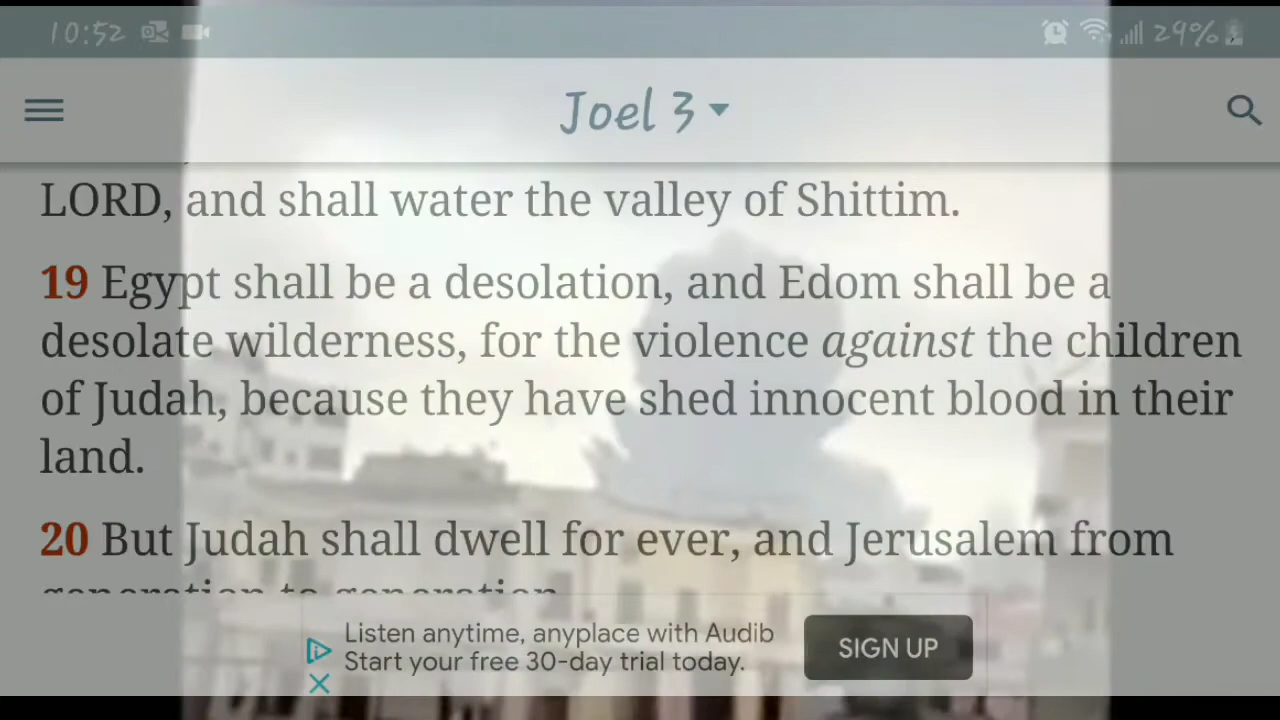 10:52 29%
Joel 3
LORD, and shall water the valley of Shittim.
19 Egypt shall be a desolation, and Edom shall be a
desolate wilderness, for the violence against the children
of Judah, because they have shed innocent blood in their
land.
20 But Judah shall dwell for ever, and Jerusalem from
generation to generation.
Listen anytime, anyplace with Audib
Start your free 30-day trial today.
SIGN UP